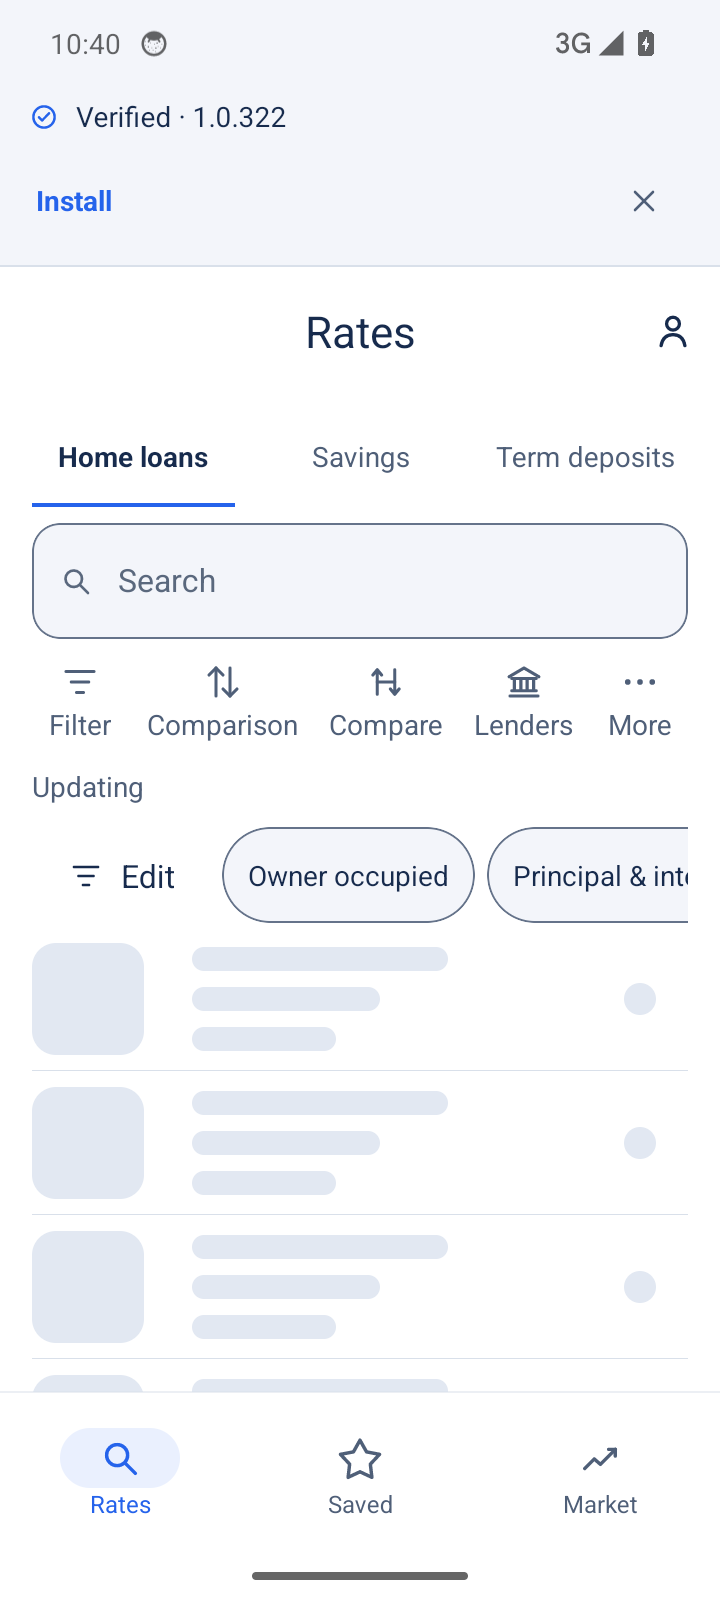 10:40
3G
Verified · 1.0.322
Install
Rates
Home loans Savings Term deposits
Search
Filter Comparison Compare Lenders More
Updating
Edit Owner occupied Principal & inte
Rates Saved Market